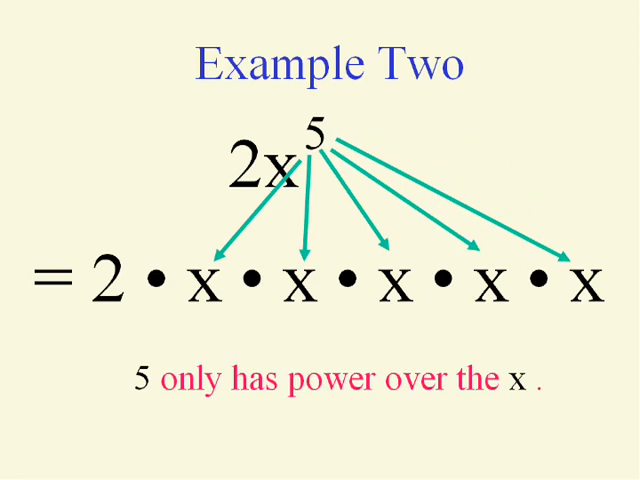 Example Two
2x⁵
= 2 • x • x • x • x • x
5 only has power over the x .